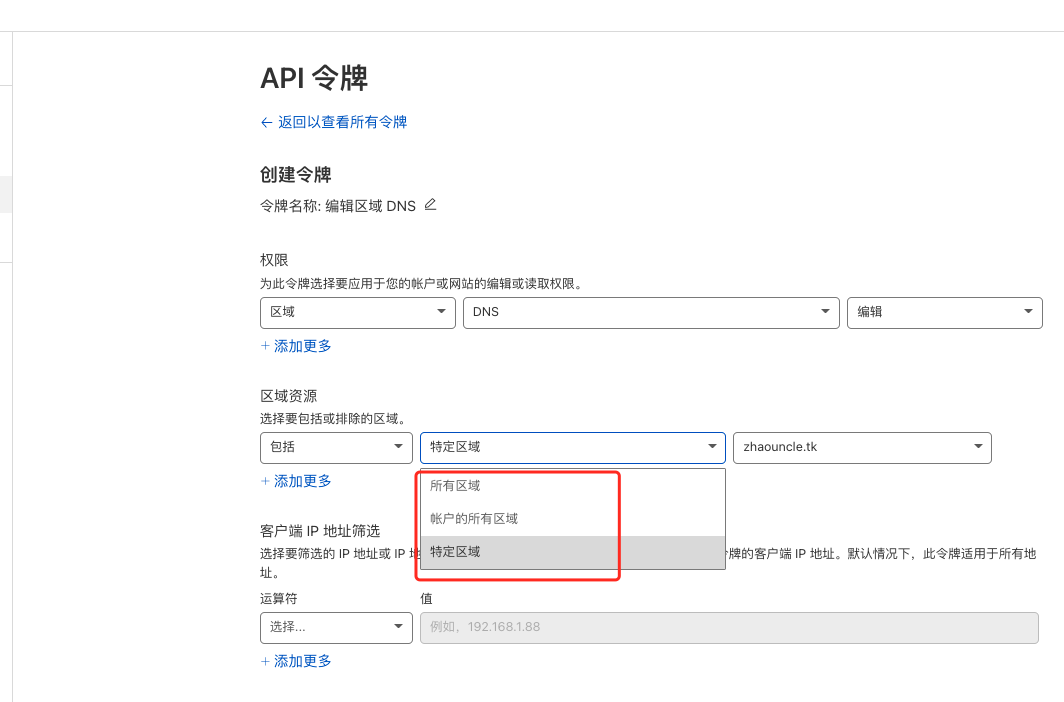 API 令牌
← 返回以查看所有令牌
创建令牌
令牌名称: 编辑区域 DNS
权限
为此令牌选择要应用于您的帐户或网站的编辑或读取权限。
区域 DNS 编辑
+ 添加更多
区域资源
选择要包括或排除的区域。
包括 特定区域 zhaouncle.tk
+ 添加更多
所有区域
帐户的所有区域
特定区域
客户端 IP 地址筛选
选择要筛选的 IP 地址或 IP 地 牌的客户端 IP 地址。默认情况下，此令牌适用于所有地
址。
运算符 值
选择... 例如，192.168.1.88
+ 添加更多